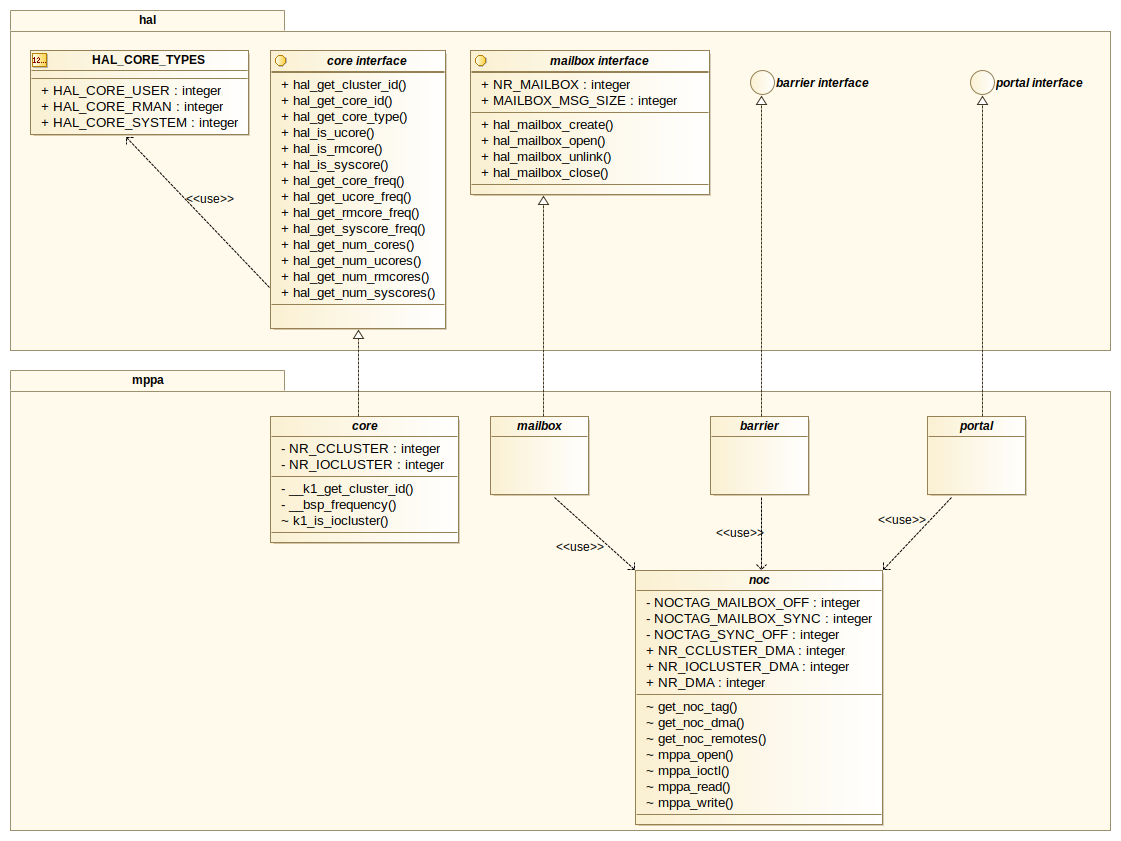 hal
12...
HAL_CORE_TYPES
+ HAL_CORE_USER : integer
+ HAL_CORE_RMAN : integer
+ HAL_CORE_SYSTEM : integer
core interface
+ hal_get_cluster_id()
+ hal_get_core_id()
+ hal_get_core_type()
+ hal_is_ucore()
+ hal_is_rmcore()
+ hal_is_syscore()
+ hal_get_core_freq()
+ hal_get_ucore_freq()
+ hal_get_rmcore_freq()
+ hal_get_syscore_freq()
+ hal_get_num_cores()
+ hal_get_num_ucores()
+ hal_get_num_rmcores()
+ hal_get_num_syscores()
mailbox interface
+ NR_MAILBOX : integer
+ MAILBOX_MSG_SIZE : integer
+ hal_mailbox_create()
+ hal_mailbox_open()
+ hal_mailbox_unlink()
+ hal_mailbox_close()
barrier interface
portal interface
<<use>>
mppa
core
- NR_CCLUSTER : integer
- NR_IOCLUSTER : integer
- __k1_get_cluster_id()
- __bsp_frequency()
~ k1_is_iocluster()
mailbox
barrier
portal
<<use>>
<<use>>
<<use>>
noc
- NOCTAG_MAILBOX_OFF : integer
- NOCTAG_MAILBOX_SYNC : integer
- NOCTAG_SYNC_OFF : integer
+ NR_CCLUSTER_DMA : integer
+ NR_IOCLUSTER_DMA : integer
+ NR_DMA : integer
~ get_noc_tag()
~ get_noc_dma()
~ get_noc_remotes()
~ mppa_open()
~ mppa_ioctl()
~ mppa_read()
~ mppa_write()